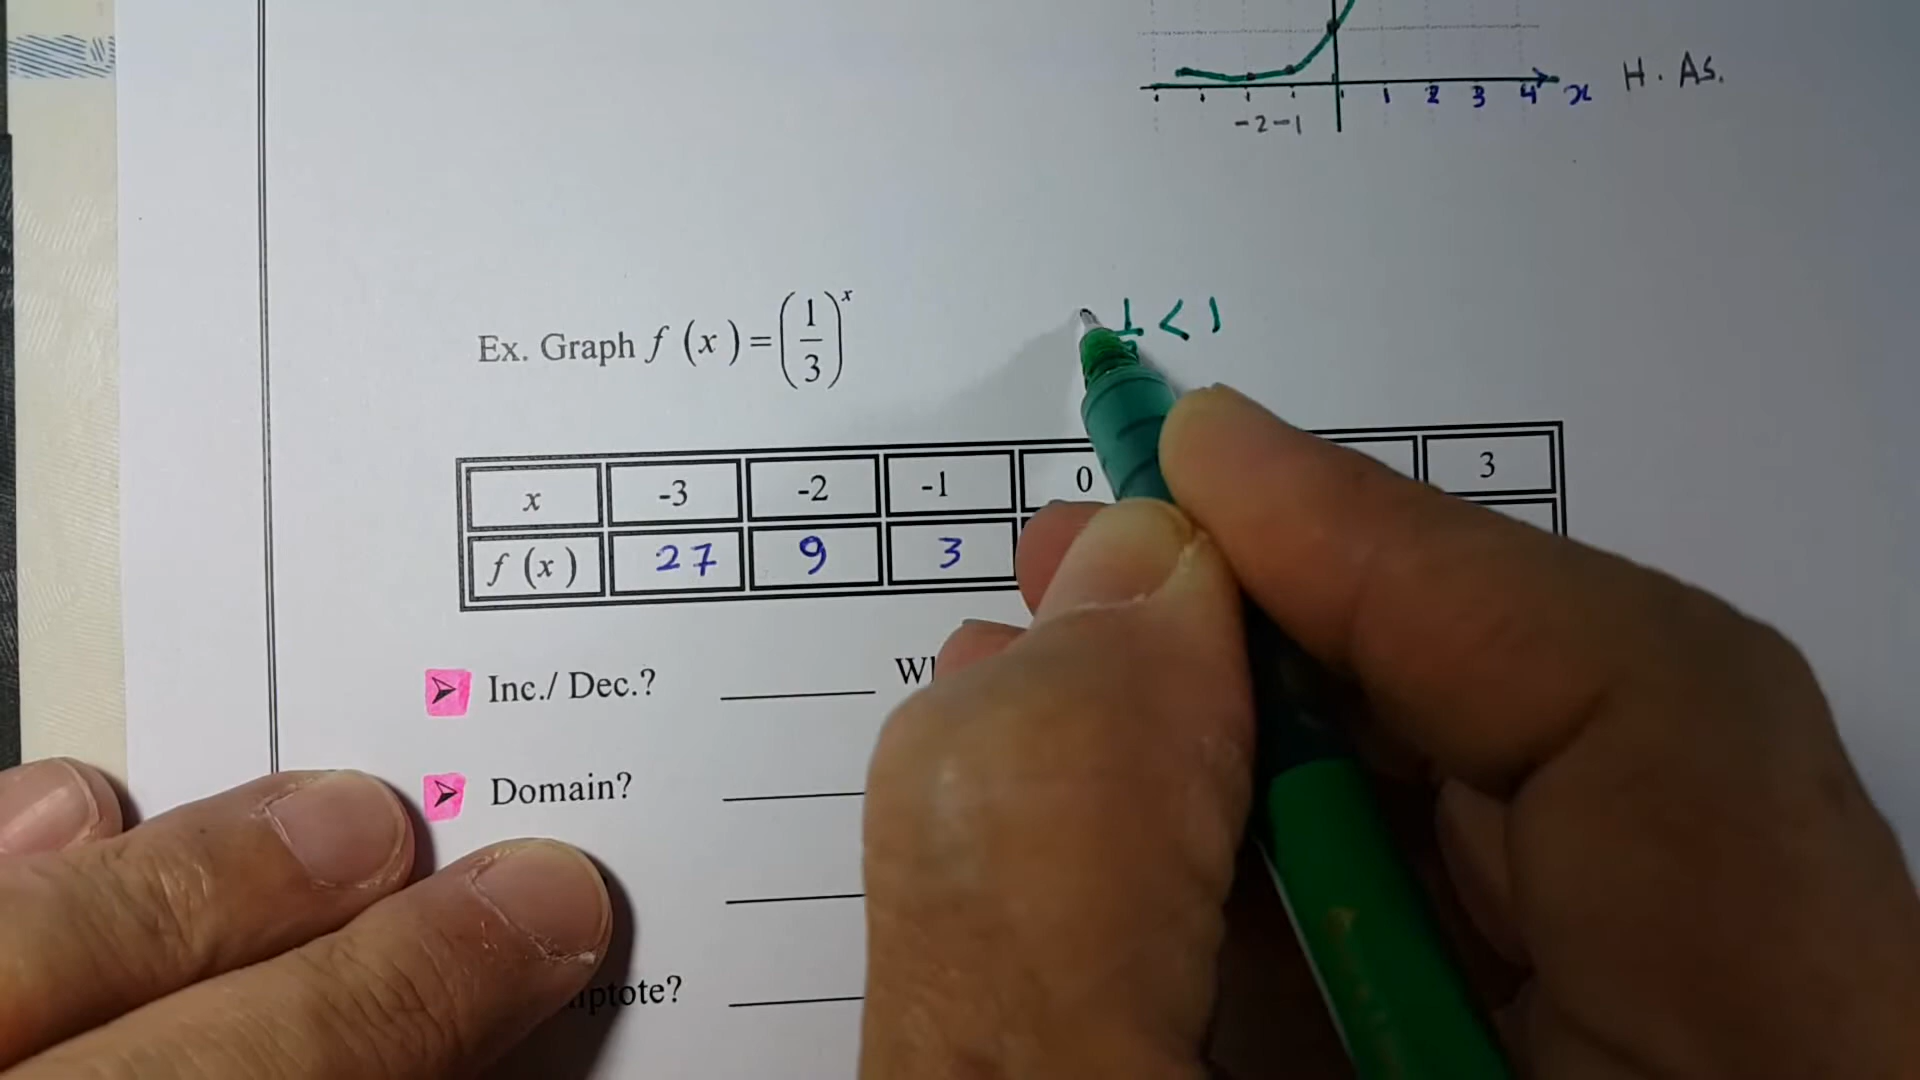 H. As.
1 2 3 4 x
-2 -1
Ex. Graph f (x) = (1/3)^x
1 < 1
x -3 -2 -1 0 3
f (x) 27 9 3
Inc./ Dec.?
Domain?